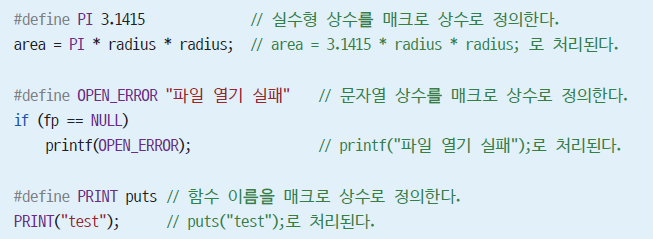 #define PI 3.1415 // 실수형 상수를 매크로 상수로 정의한다.
area = PI * radius * radius; // area = 3.1415 * radius * radius; 로 처리된다.
#define OPEN_ERROR "파일 열기 실패" // 문자열 상수를 매크로 상수로 정의한다.
if (fp == NULL)
printf(OPEN_ERROR); // printf("파일 열기 실패");로 처리된다.
#define PRINT puts // 함수 이름을 매크로 상수로 정의한다.
PRINT("test"); // puts("test");로 처리된다.